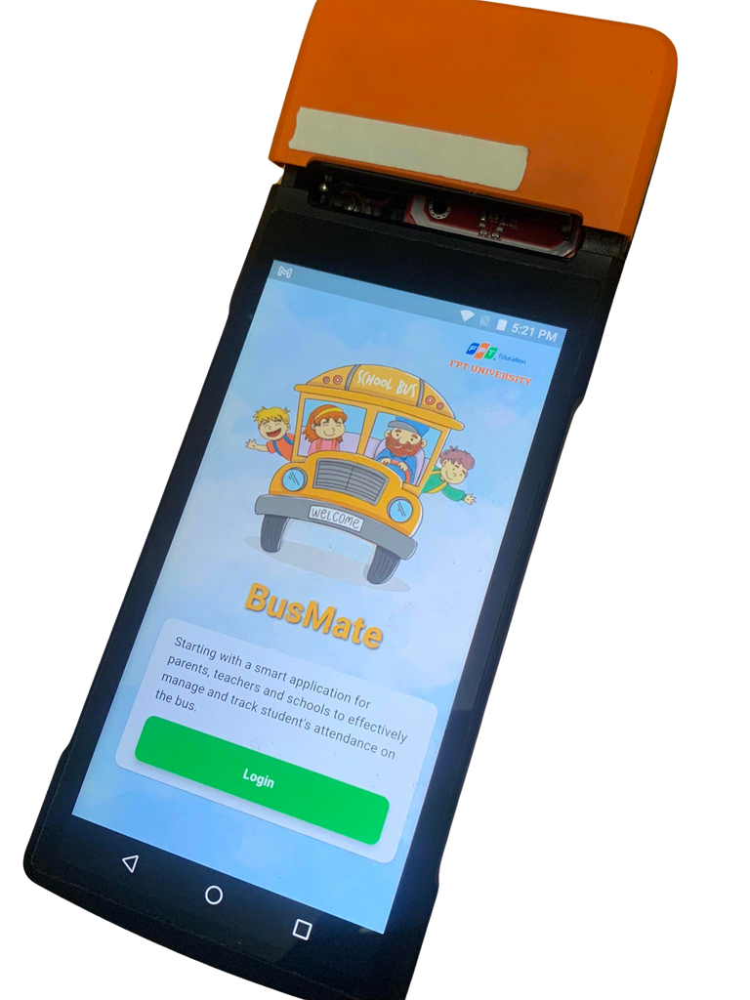 5:21 PM
FPT Education
FPT UNIVERSITY
SCHOOL BUS
WELCOME
BusMate
Starting with a smart application for
parents, teachers and schools to effectively
manage and track student's attendance on
the bus.
Login